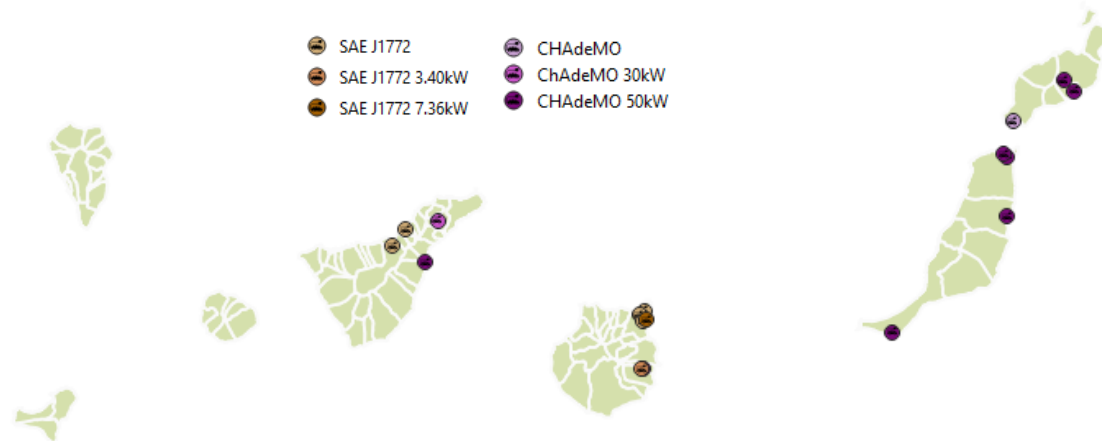 SAE J1772
SAE J1772 3.40kW
SAE J1772 7.36kW
CHAdeMO
ChAdeMO 30kW
CHAdeMO 50kW